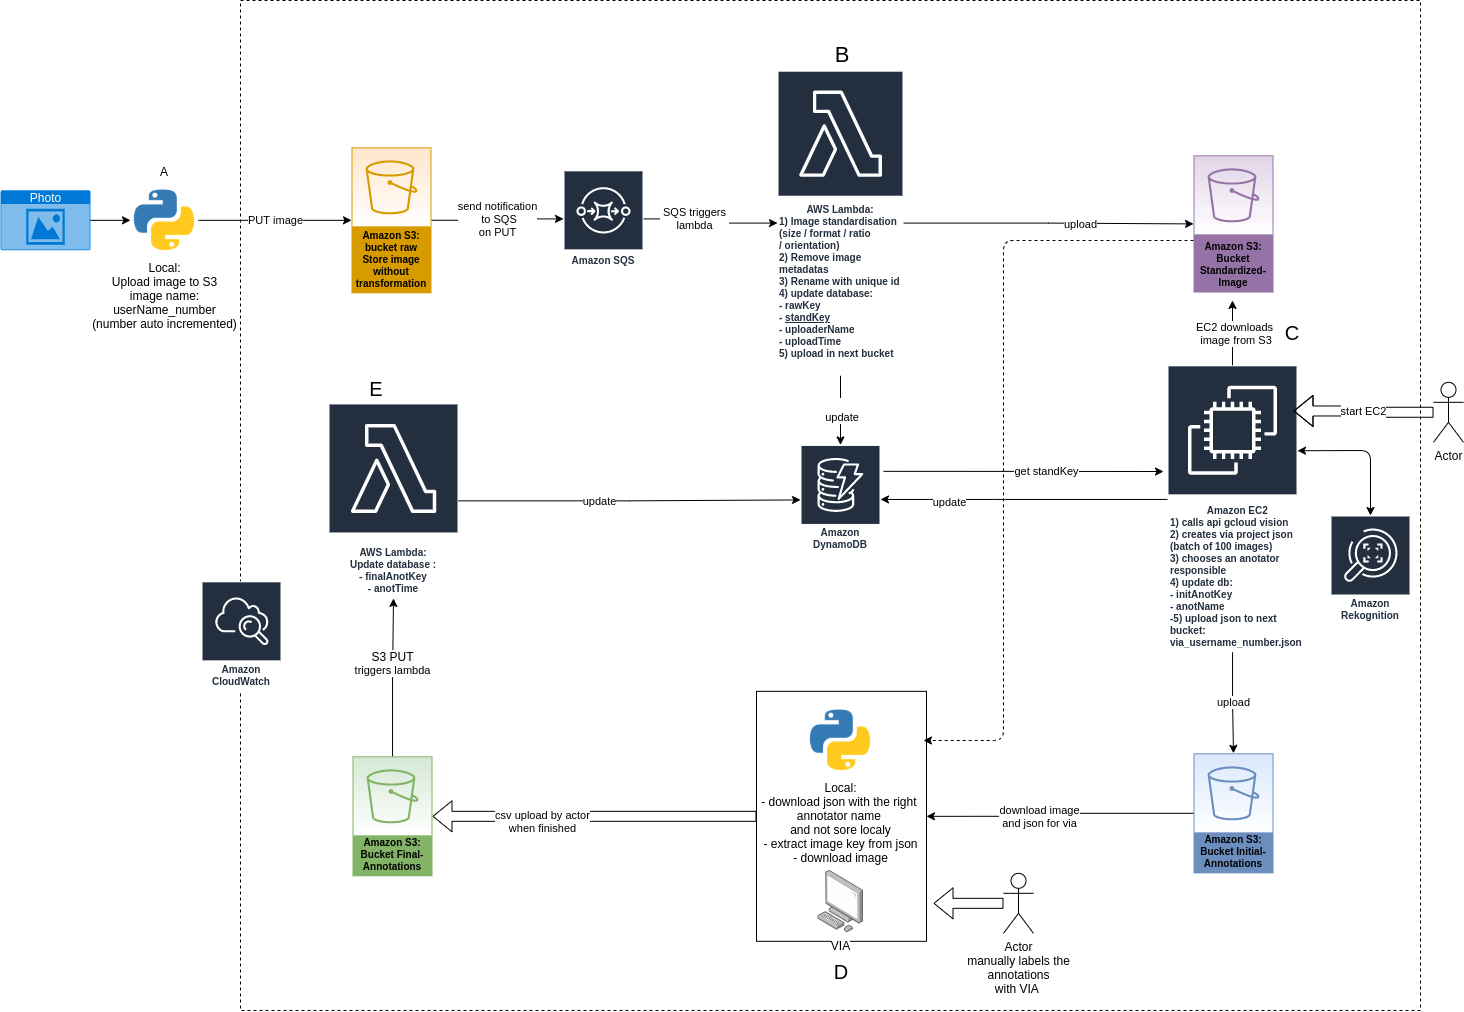 Photo
A
Local:
Upload image to S3
image name:
userName_number
(number auto incremented)
PUT image
Amazon S3:
bucket raw
Store image
without
transformation
send notification
to SQS
on PUT
Amazon SQS
SQS triggers
lambda
B
AWS Lambda:
1) Image standardisation
(size / format / ratio
/ orientation)
2) Remove image
metadatas
3) Rename with unique id
4) update database:
- rawKey
- standKey
- uploaderName
- uploadTime
5) upload in next bucket
upload
Amazon S3:
Bucket
Standardized-
Image
EC2 downloads
image from S3
C
start EC2
Actor
update
E
AWS Lambda:
Update database :
- finalAnotKey
- anotTime
update
Amazon
DynamoDB
get standKey
update
Amazon EC2
1) calls api gcloud vision
2) creates via project json
(batch of 100 images)
3) chooses an anotator
responsible
4) update db:
- initAnotKey
- anotName
-5) upload json to next
bucket:
via_username_number.json
Amazon
Rekognition
Amazon
CloudWatch
S3 PUT
triggers lambda
upload
Amazon S3:
Bucket Final-
Annotations
csv upload by actor
when finished
Local:
- download json with the right
annotator name
and not sore localy
- extract image key from json
- download image
VIA
D
download image
and json for via
Amazon S3:
Bucket Initial-
Annotations
Actor
manually labels the
annotations
with VIA